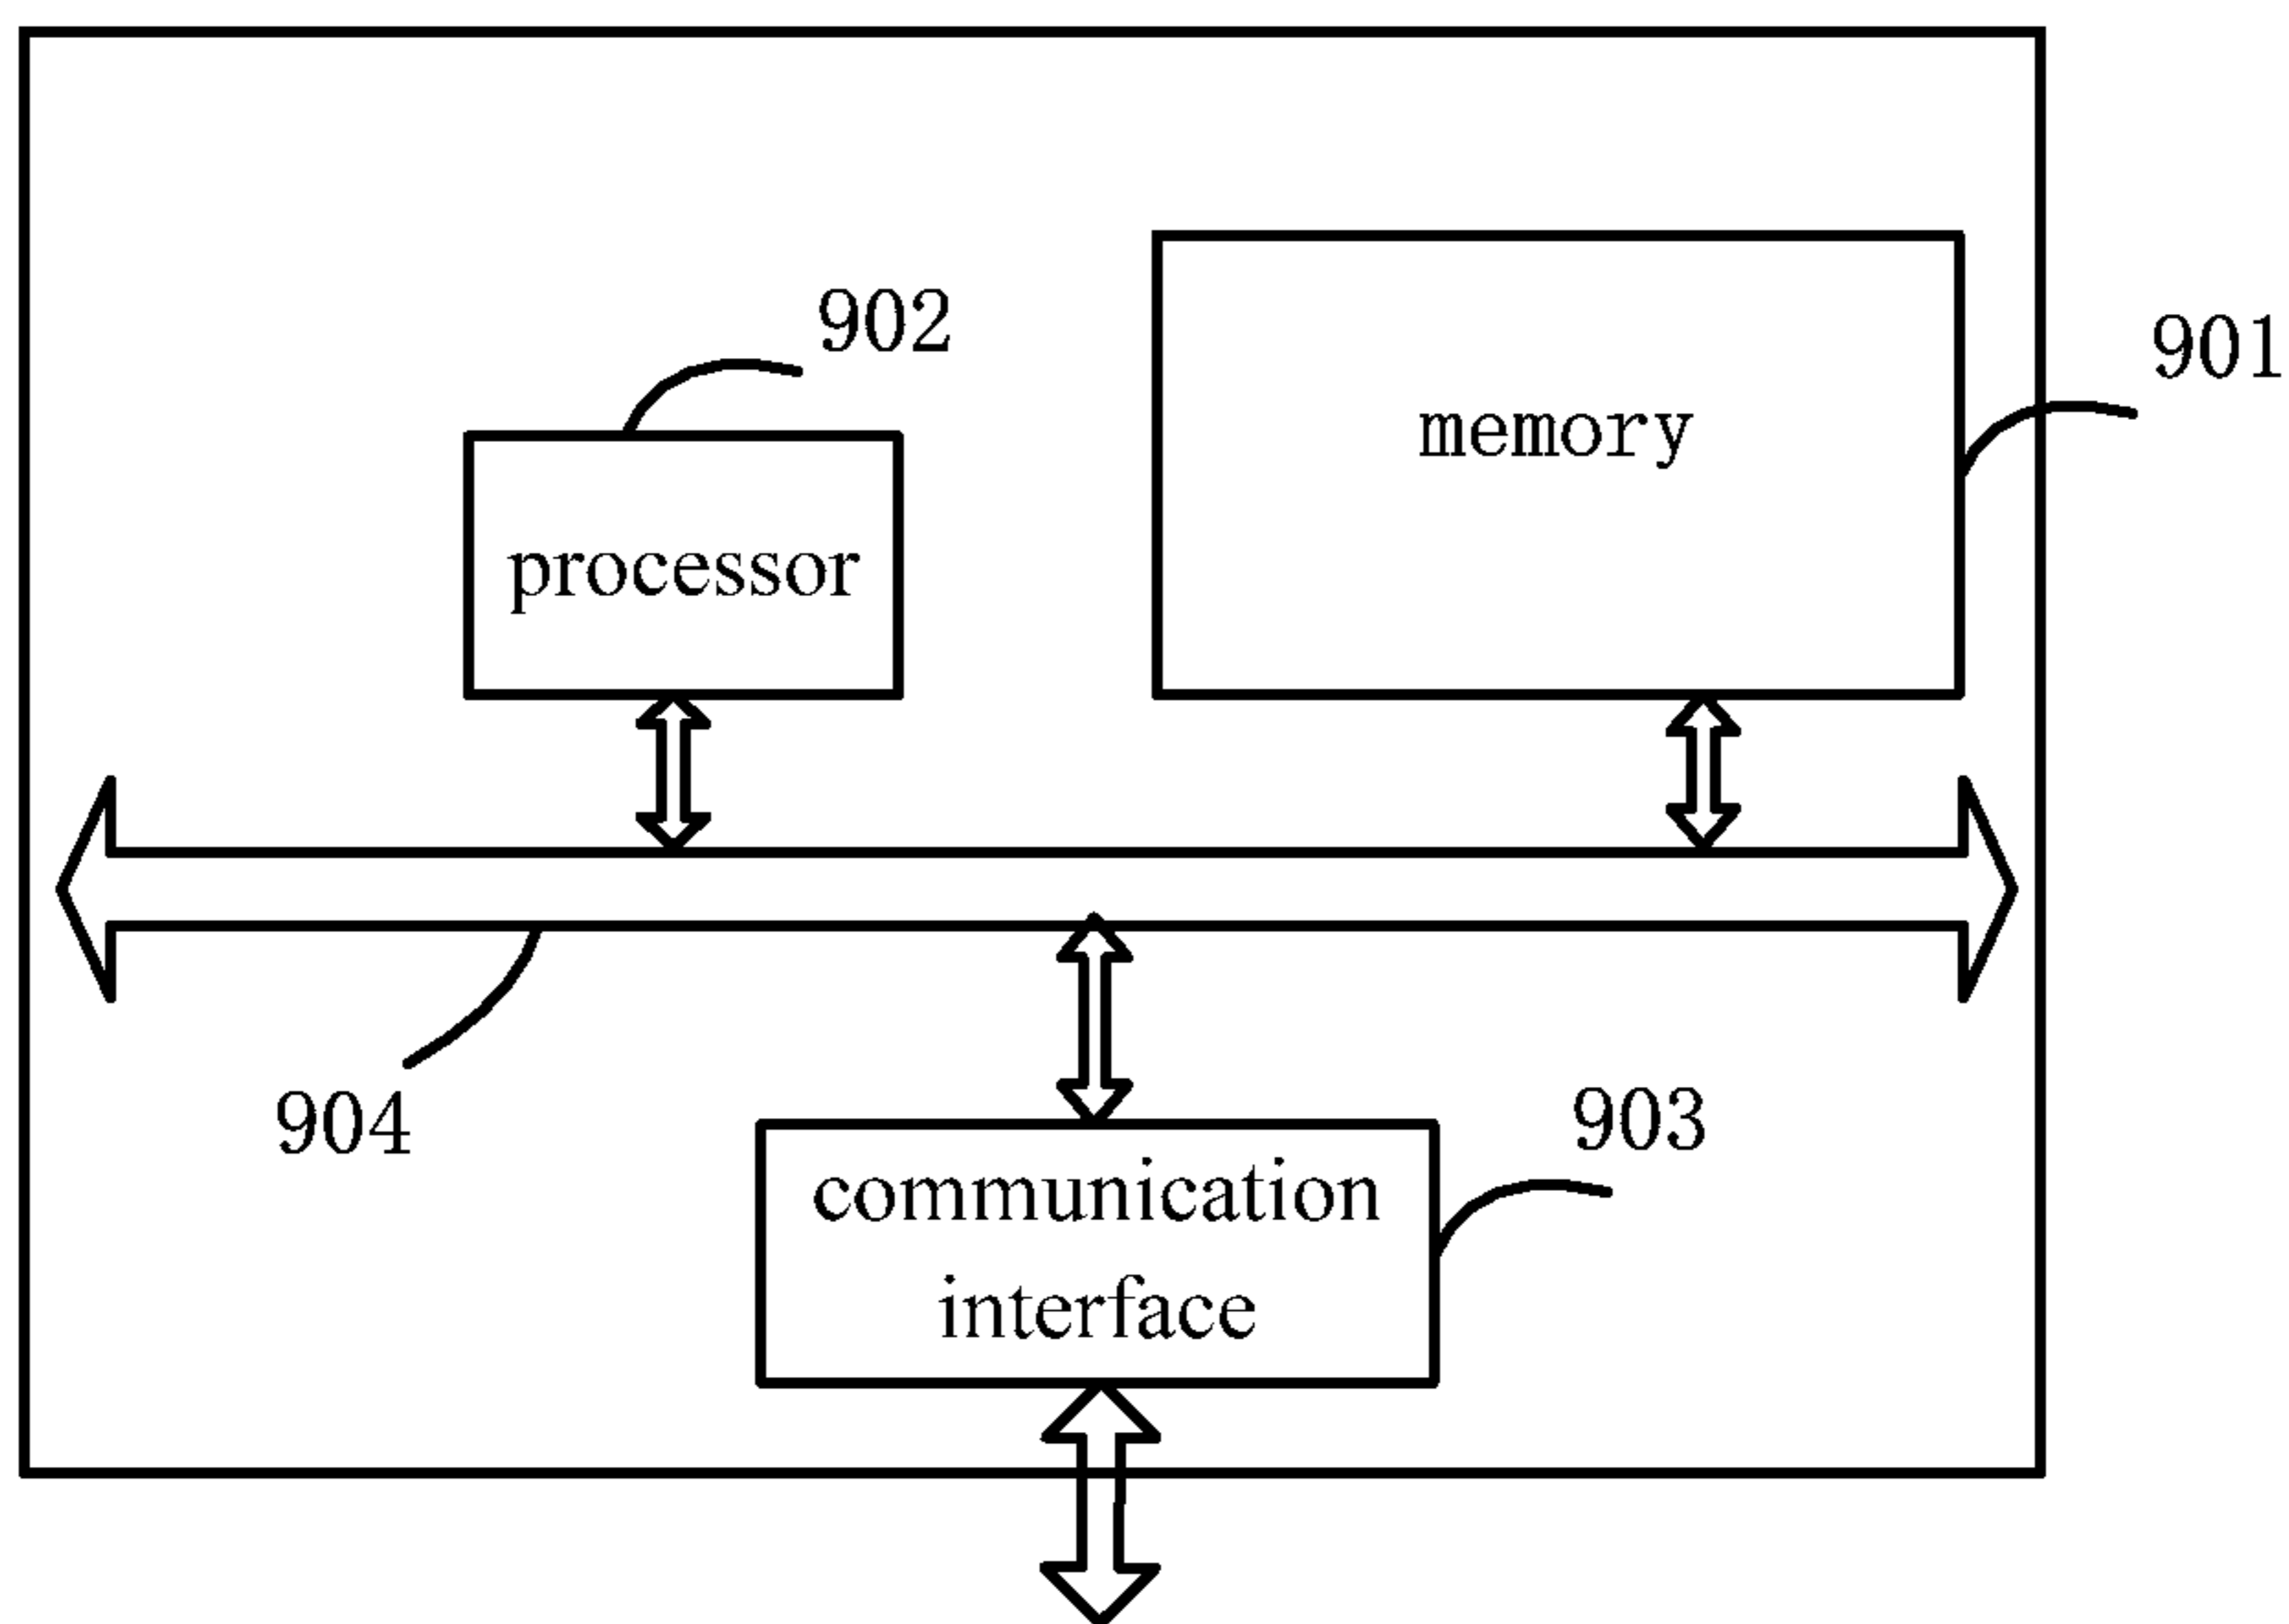 902
901
memory
processor
904
903
communication
interface